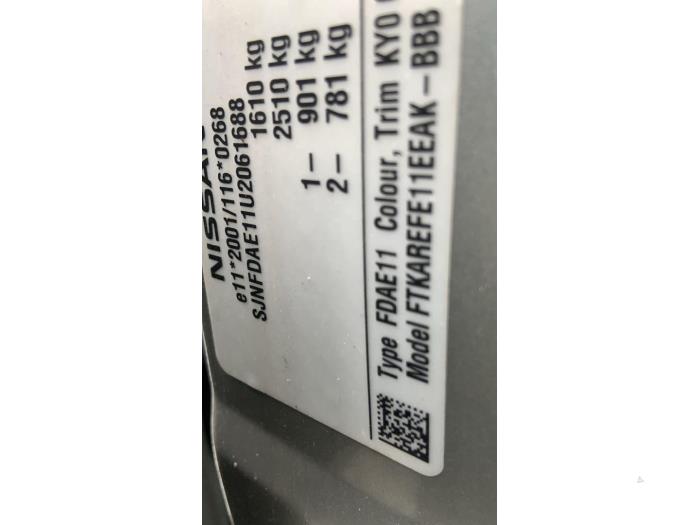 NISSAN
e11*2001/116*0268
SJNFDAE11U2061688
1610 kg
2510 kg
1- 901 kg
2- 781 kg
Type FDAE11 Colour, Trim KY0
Model FTKAREFE11EEAK-BBB